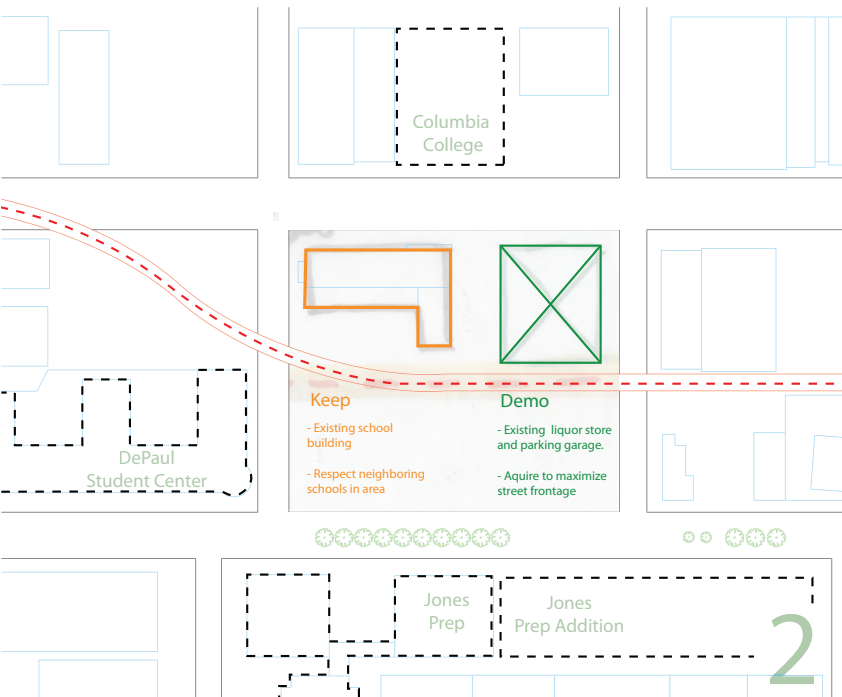 Columbia
College
Keep
- Existing school
building
- Respect neighboring
schools in area
Demo
- Existing  liquor store
and parking garage.
- Aquire to maximize
street frontage
DePaul
Student Center
Jones
Prep
Jones
Prep Addition
2